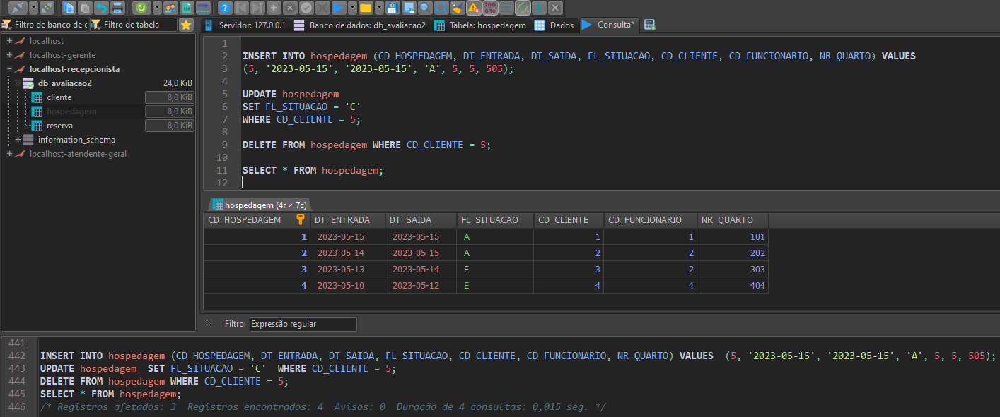 Filtro de banco de d Filtro de tabela Servidor: 127.0.0.1 Banco de dados: db_avaliacao2 Tabela: hospedagem Dados Consulta*
localhost
localhost-gerente
localhost-recepcionista
db_avaliacao2 24,0 KiB
cliente 8,0 KiB
hospedagem 8,0 KiB
reserva 8,0 KiB
information_schema
localhost-atendente-geral
1
2 INSERT INTO hospedagem (CD_HOSPEDAGEM, DT_ENTRADA, DT_SAIDA, FL_SITUACAO, CD_CLIENTE, CD_FUNCIONARIO, NR_QUARTO) VALUES
3 (5, '2023-05-15', '2023-05-15', 'A', 5, 5, 505);
4
5 UPDATE hospedagem
6 SET FL_SITUACAO = 'C'
7 WHERE CD_CLIENTE = 5;
8
9 DELETE FROM hospedagem WHERE CD_CLIENTE = 5;
10
11 SELECT * FROM hospedagem;
12
hospedagem (4r × 7c)
CD_HOSPEDAGEM DT_ENTRADA DT_SAIDA FL_SITUACAO CD_CLIENTE CD_FUNCIONARIO NR_QUARTO
1 2023-05-15 2023-05-15 A 1 1 101
2 2023-05-14 2023-05-15 A 2 2 202
3 2023-05-13 2023-05-14 E 3 2 303
4 2023-05-10 2023-05-12 E 4 4 404
Filtro: Expressão regular
441
442 INSERT INTO hospedagem (CD_HOSPEDAGEM, DT_ENTRADA, DT_SAIDA, FL_SITUACAO, CD_CLIENTE, CD_FUNCIONARIO, NR_QUARTO) VALUES (5, '2023-05-15', '2023-05-15', 'A', 5, 5, 505);
443 UPDATE hospedagem SET FL_SITUACAO = 'C' WHERE CD_CLIENTE = 5;
444 DELETE FROM hospedagem WHERE CD_CLIENTE = 5;
445 SELECT * FROM hospedagem;
446 /* Registros afetados: 3 Registros encontrados: 4 Avisos: 0 Duração de 4 consultas: 0,015 seg. */